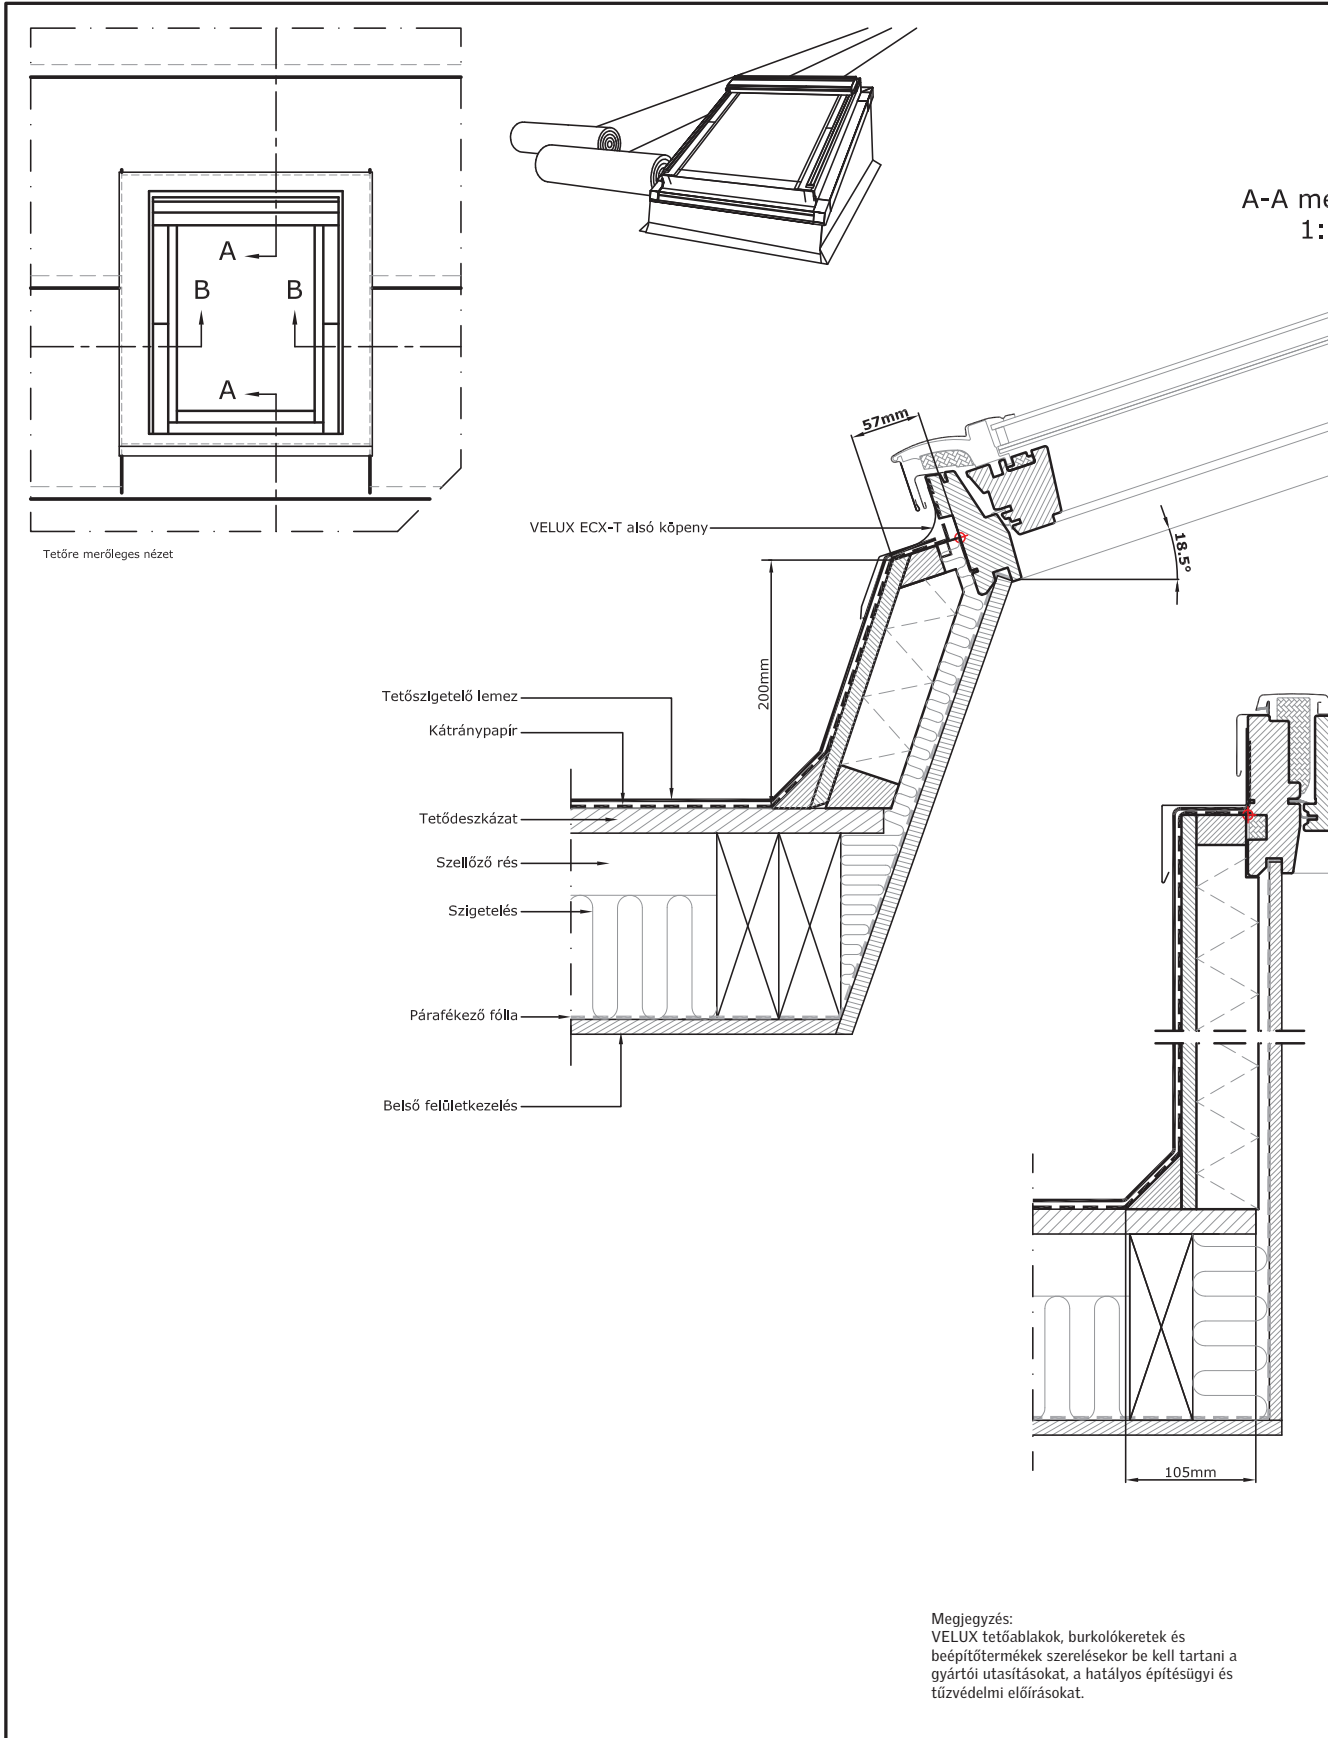 A
B
B
A
Tetőre merőleges nézet
A-A me
1:
57mm
VELUX ECX-T alsó köpeny
18.5°
200mm
Tetőszigetelő lemez
Kátránypapír
Tetődeszkázat
Szellőző rés
Szigetelés
Párafékező fólia
Belső felületkezelés
105mm
Megjegyzés:
VELUX tetőablakok, burkolókeretek és
beépítőtermékek szerelésekor be kell tartani a
gyártói utasításokat, a hatályos építésügyi és
tűzvédelmi előírásokat.